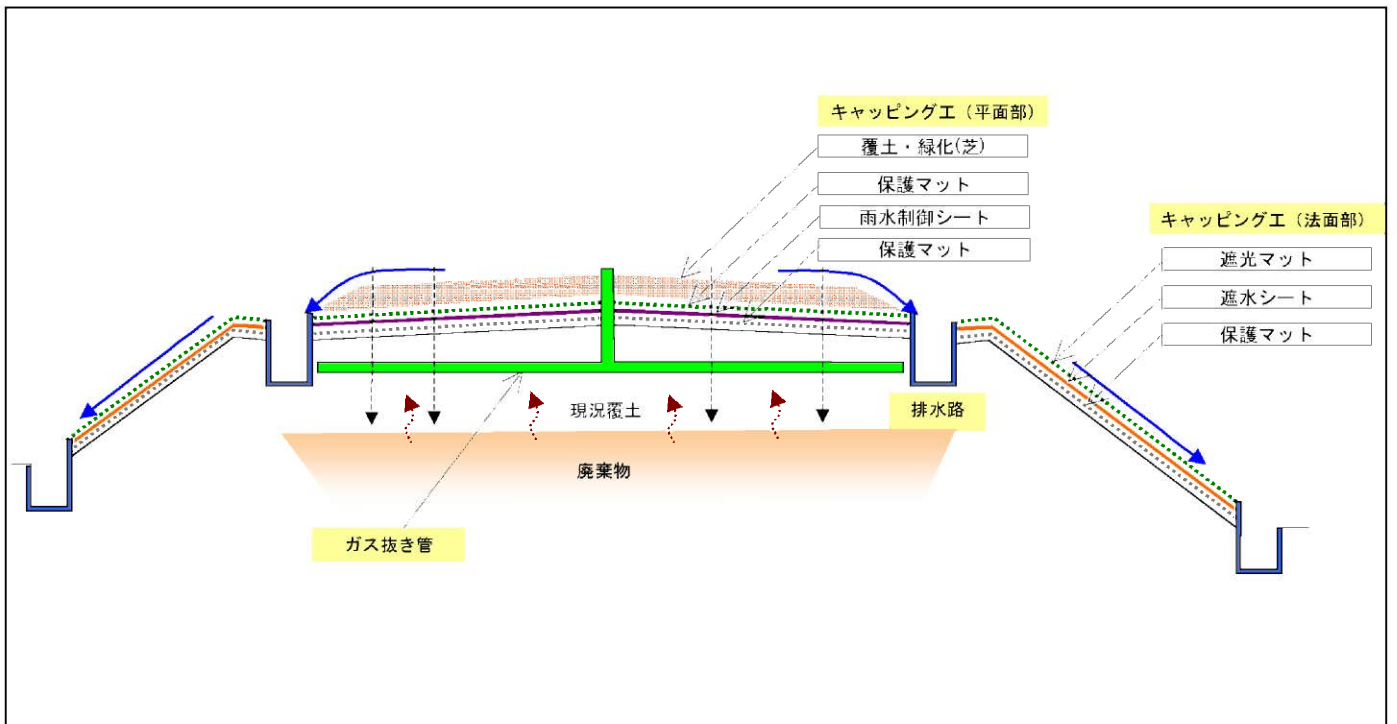 キャッピング工（平面部）
覆土・緑化(芝)
保護マット
雨水制御シート
保護マット
キャッピング工（法面部）
遮光マット
遮水シート
保護マット
現況覆土
排水路
廃棄物
ガス抜き管